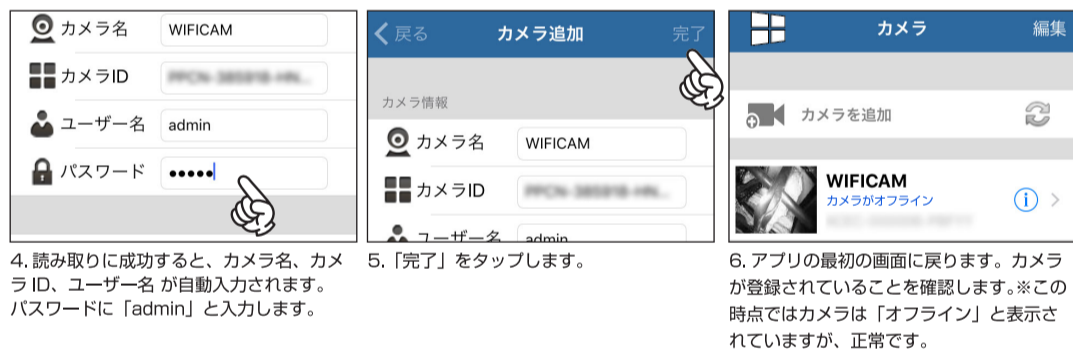 カメラ名 WIFICAM
カメラID
ユーザー名 admin
パスワード •••••
4. 読み取りに成功すると、カメラ名、カメ
ラ ID、ユーザー名 が自動入力されます。
パスワードに「admin」と入力します。
戻る カメラ追加 完了
カメラ情報
カメラ名 WIFICAM
カメラID
ユーザー名 admin
5.「完了」をタップします。
カメラ 編集
カメラを追加
WIFICAM
カメラがオフライン
6. アプリの最初の画面に戻ります。カメラ
が登録されていることを確認します。※この
時点ではカメラは「オフライン」と表示さ
れていますが、正常です。